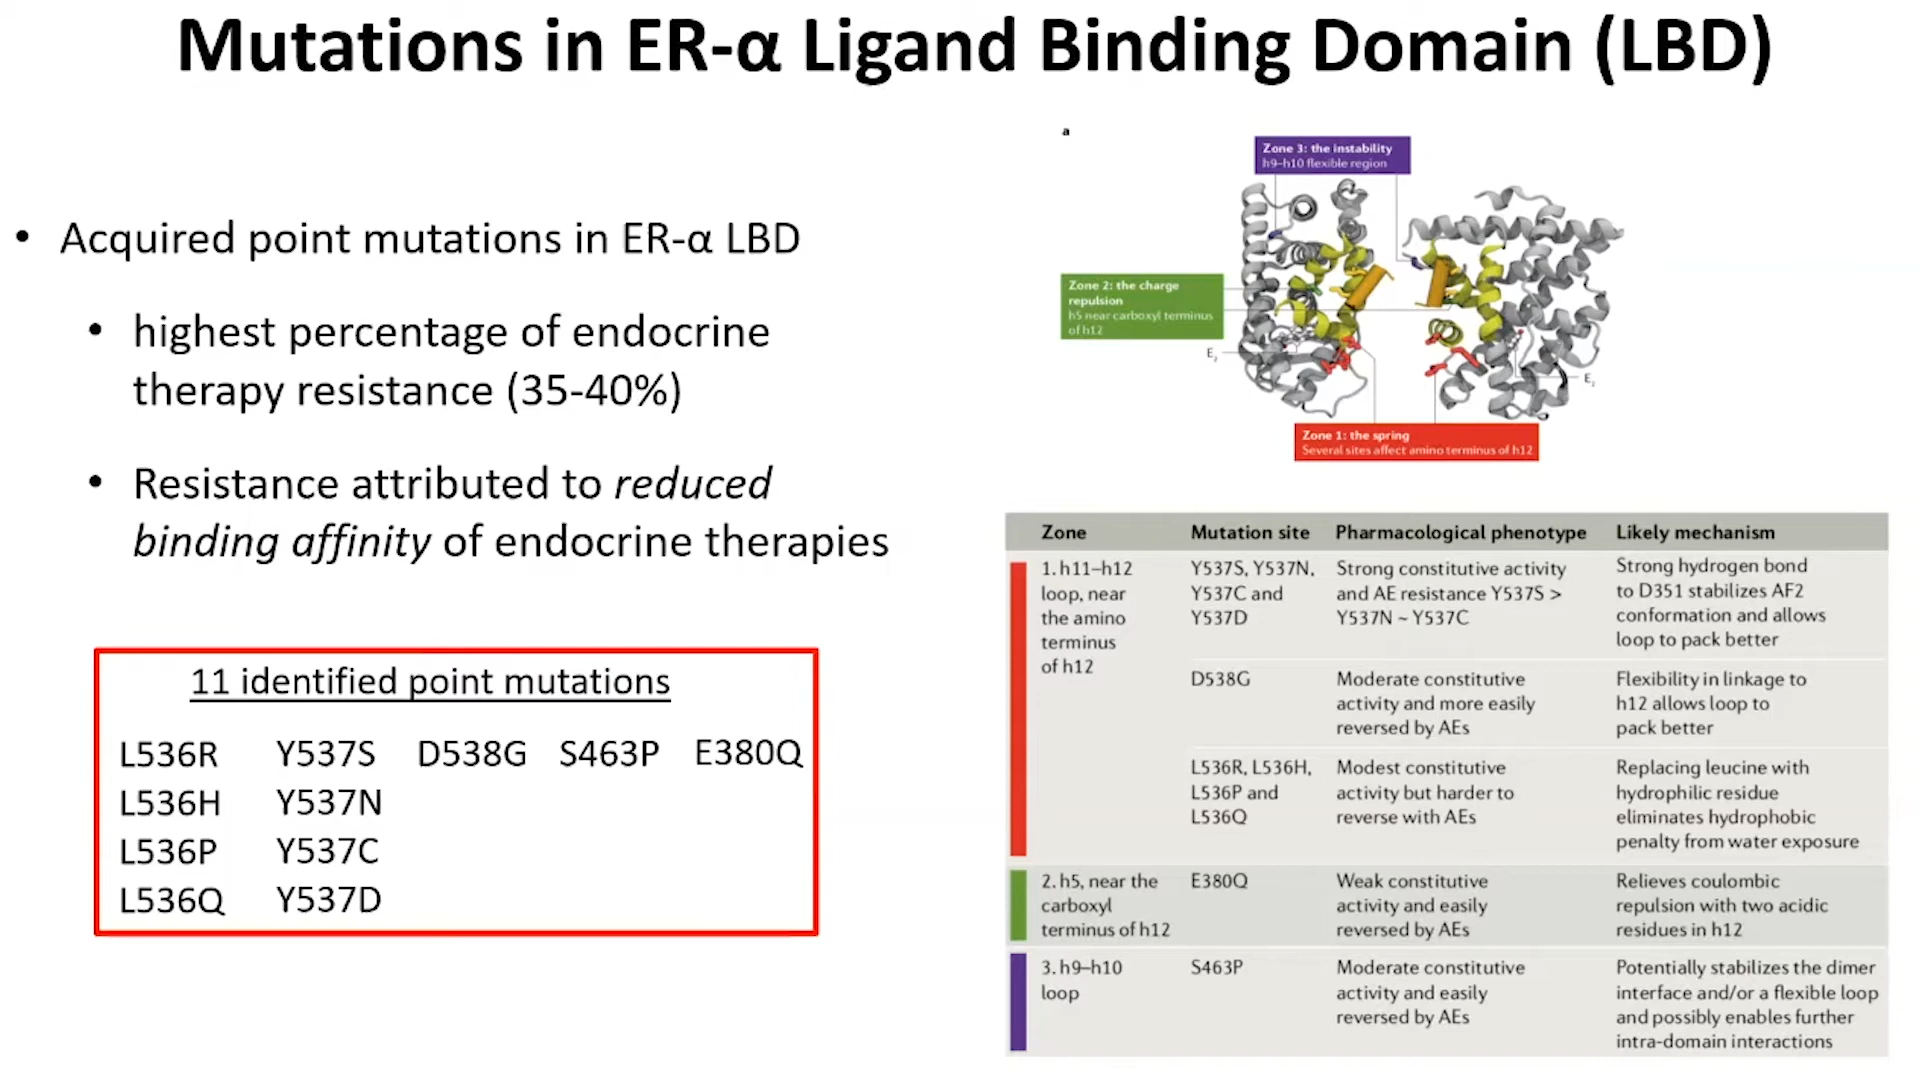 Mutations in ER-α Ligand Binding Domain (LBD)
• Acquired point mutations in ER-α LBD
• highest percentage of endocrine
therapy resistance (35-40%)
• Resistance attributed to reduced
binding affinity of endocrine therapies
11 identified point mutations
L536R Y537S D538G S463P E380Q
L536H Y537N
L536P Y537C
L536Q Y537D
a
Zone 3: the instability
h9–h10 flexible region
Zone 2: the charge
repulsion
h5 near carboxyl terminus
of h12
E2
E2
Zone 1: the spring
Several sites affect amino terminus of h12
Zone Mutation site Pharmacological phenotype Likely mechanism
1. h11–h12
loop, near
the amino
terminus
of h12
Y537S, Y537N,
Y537C and
Y537D
Strong constitutive activity
and AE resistance Y537S >
Y537N ~ Y537C
Strong hydrogen bond
to D351 stabilizes AF2
conformation and allows
loop to pack better
D538G
Moderate constitutive
activity and more easily
reversed by AEs
Flexibility in linkage to
h12 allows loop to
pack better
L536R, L536H,
L536P and
L536Q
Modest constitutive
activity but harder to
reverse with AEs
Replacing leucine with
hydrophilic residue
eliminates hydrophobic
penalty from water exposure
2. h5, near the
carboxyl
terminus of h12
E380Q
Weak constitutive
activity and easily
reversed by AEs
Relieves coulombic
repulsion with two acidic
residues in h12
3. h9–h10
loop
S463P
Moderate constitutive
activity and easily
reversed by AEs
Potentially stabilizes the dimer
interface and/or a flexible loop
and possibly enables further
intra-domain interactions